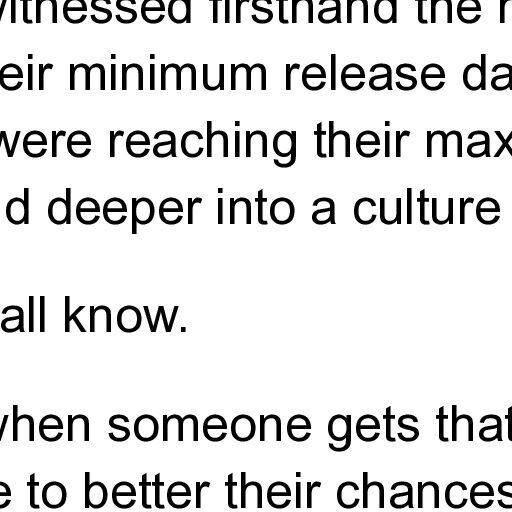 witnessed firsthand the
eir minimum release da
were reaching their max
d deeper into a culture
all know.
when someone gets that
e to better their chances